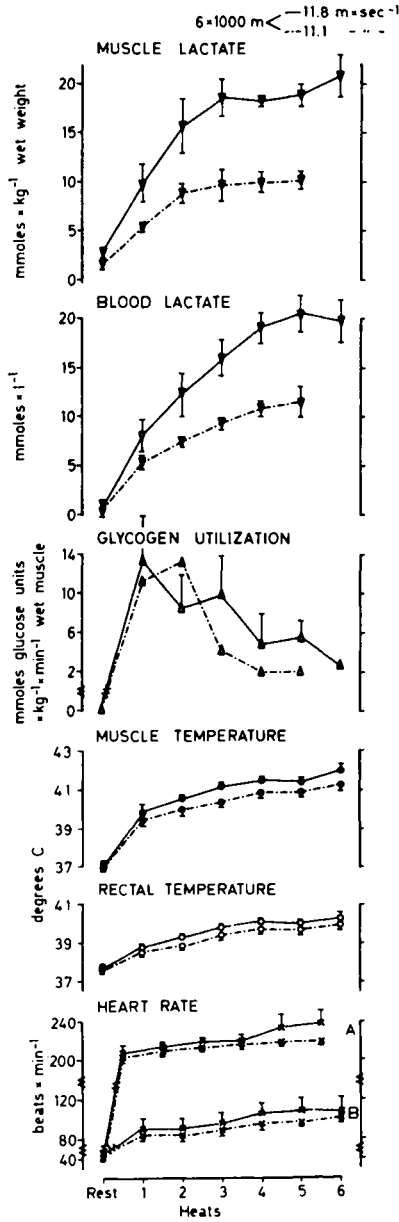 6×1000 m < 11.8 m×sec⁻¹
11.1 - " -
MUSCLE LACTATE
mmoles × kg⁻¹ wet weight
20
15
10
5
0
BLOOD LACTATE
mmoles × l⁻¹
20
15
10
5
0
GLYCOGEN UTILIZATION
mmoles glucose units
× kg⁻¹ × min⁻¹ wet muscle
14
10
6
2
0
MUSCLE TEMPERATURE
degrees C
43
41
39
37
RECTAL TEMPERATURE
41
39
37
HEART RATE
beats × min⁻¹
240
200
120
80
40
A
B
Rest 1 2 3 4 5 6
Heats